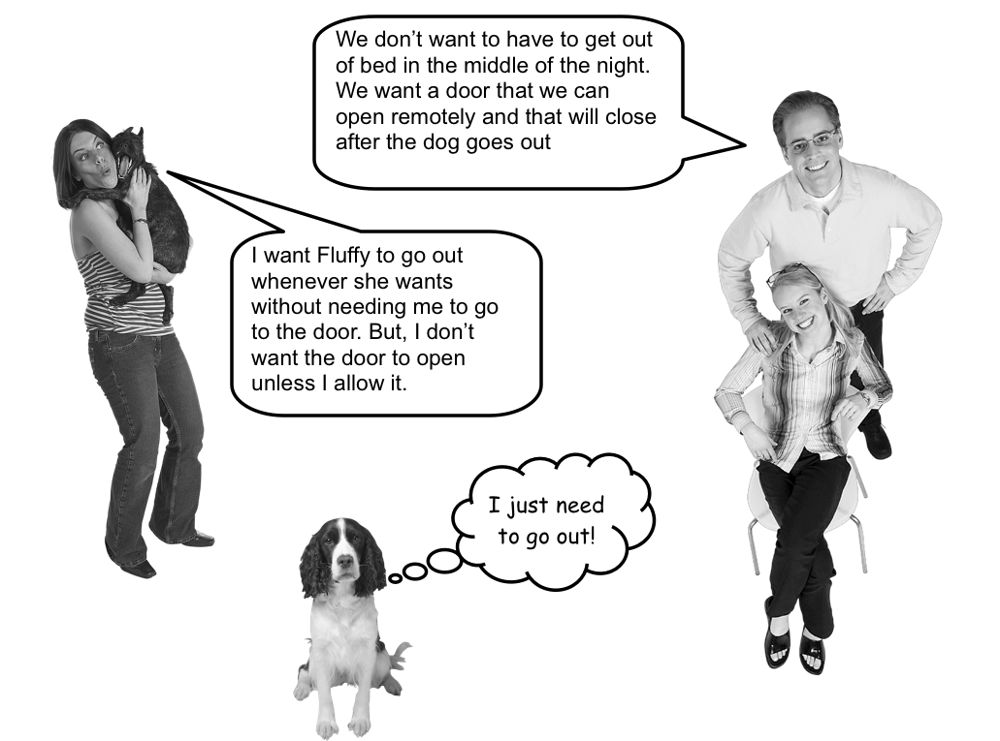 We don't want to have to get out
of bed in the middle of the night.
We want a door that we can
open remotely and that will close
after the dog goes out
I want Fluffy to go out
whenever she wants
without needing me to go
to the door. But, I don't
want the door to open
unless I allow it.
I just need
to go out!